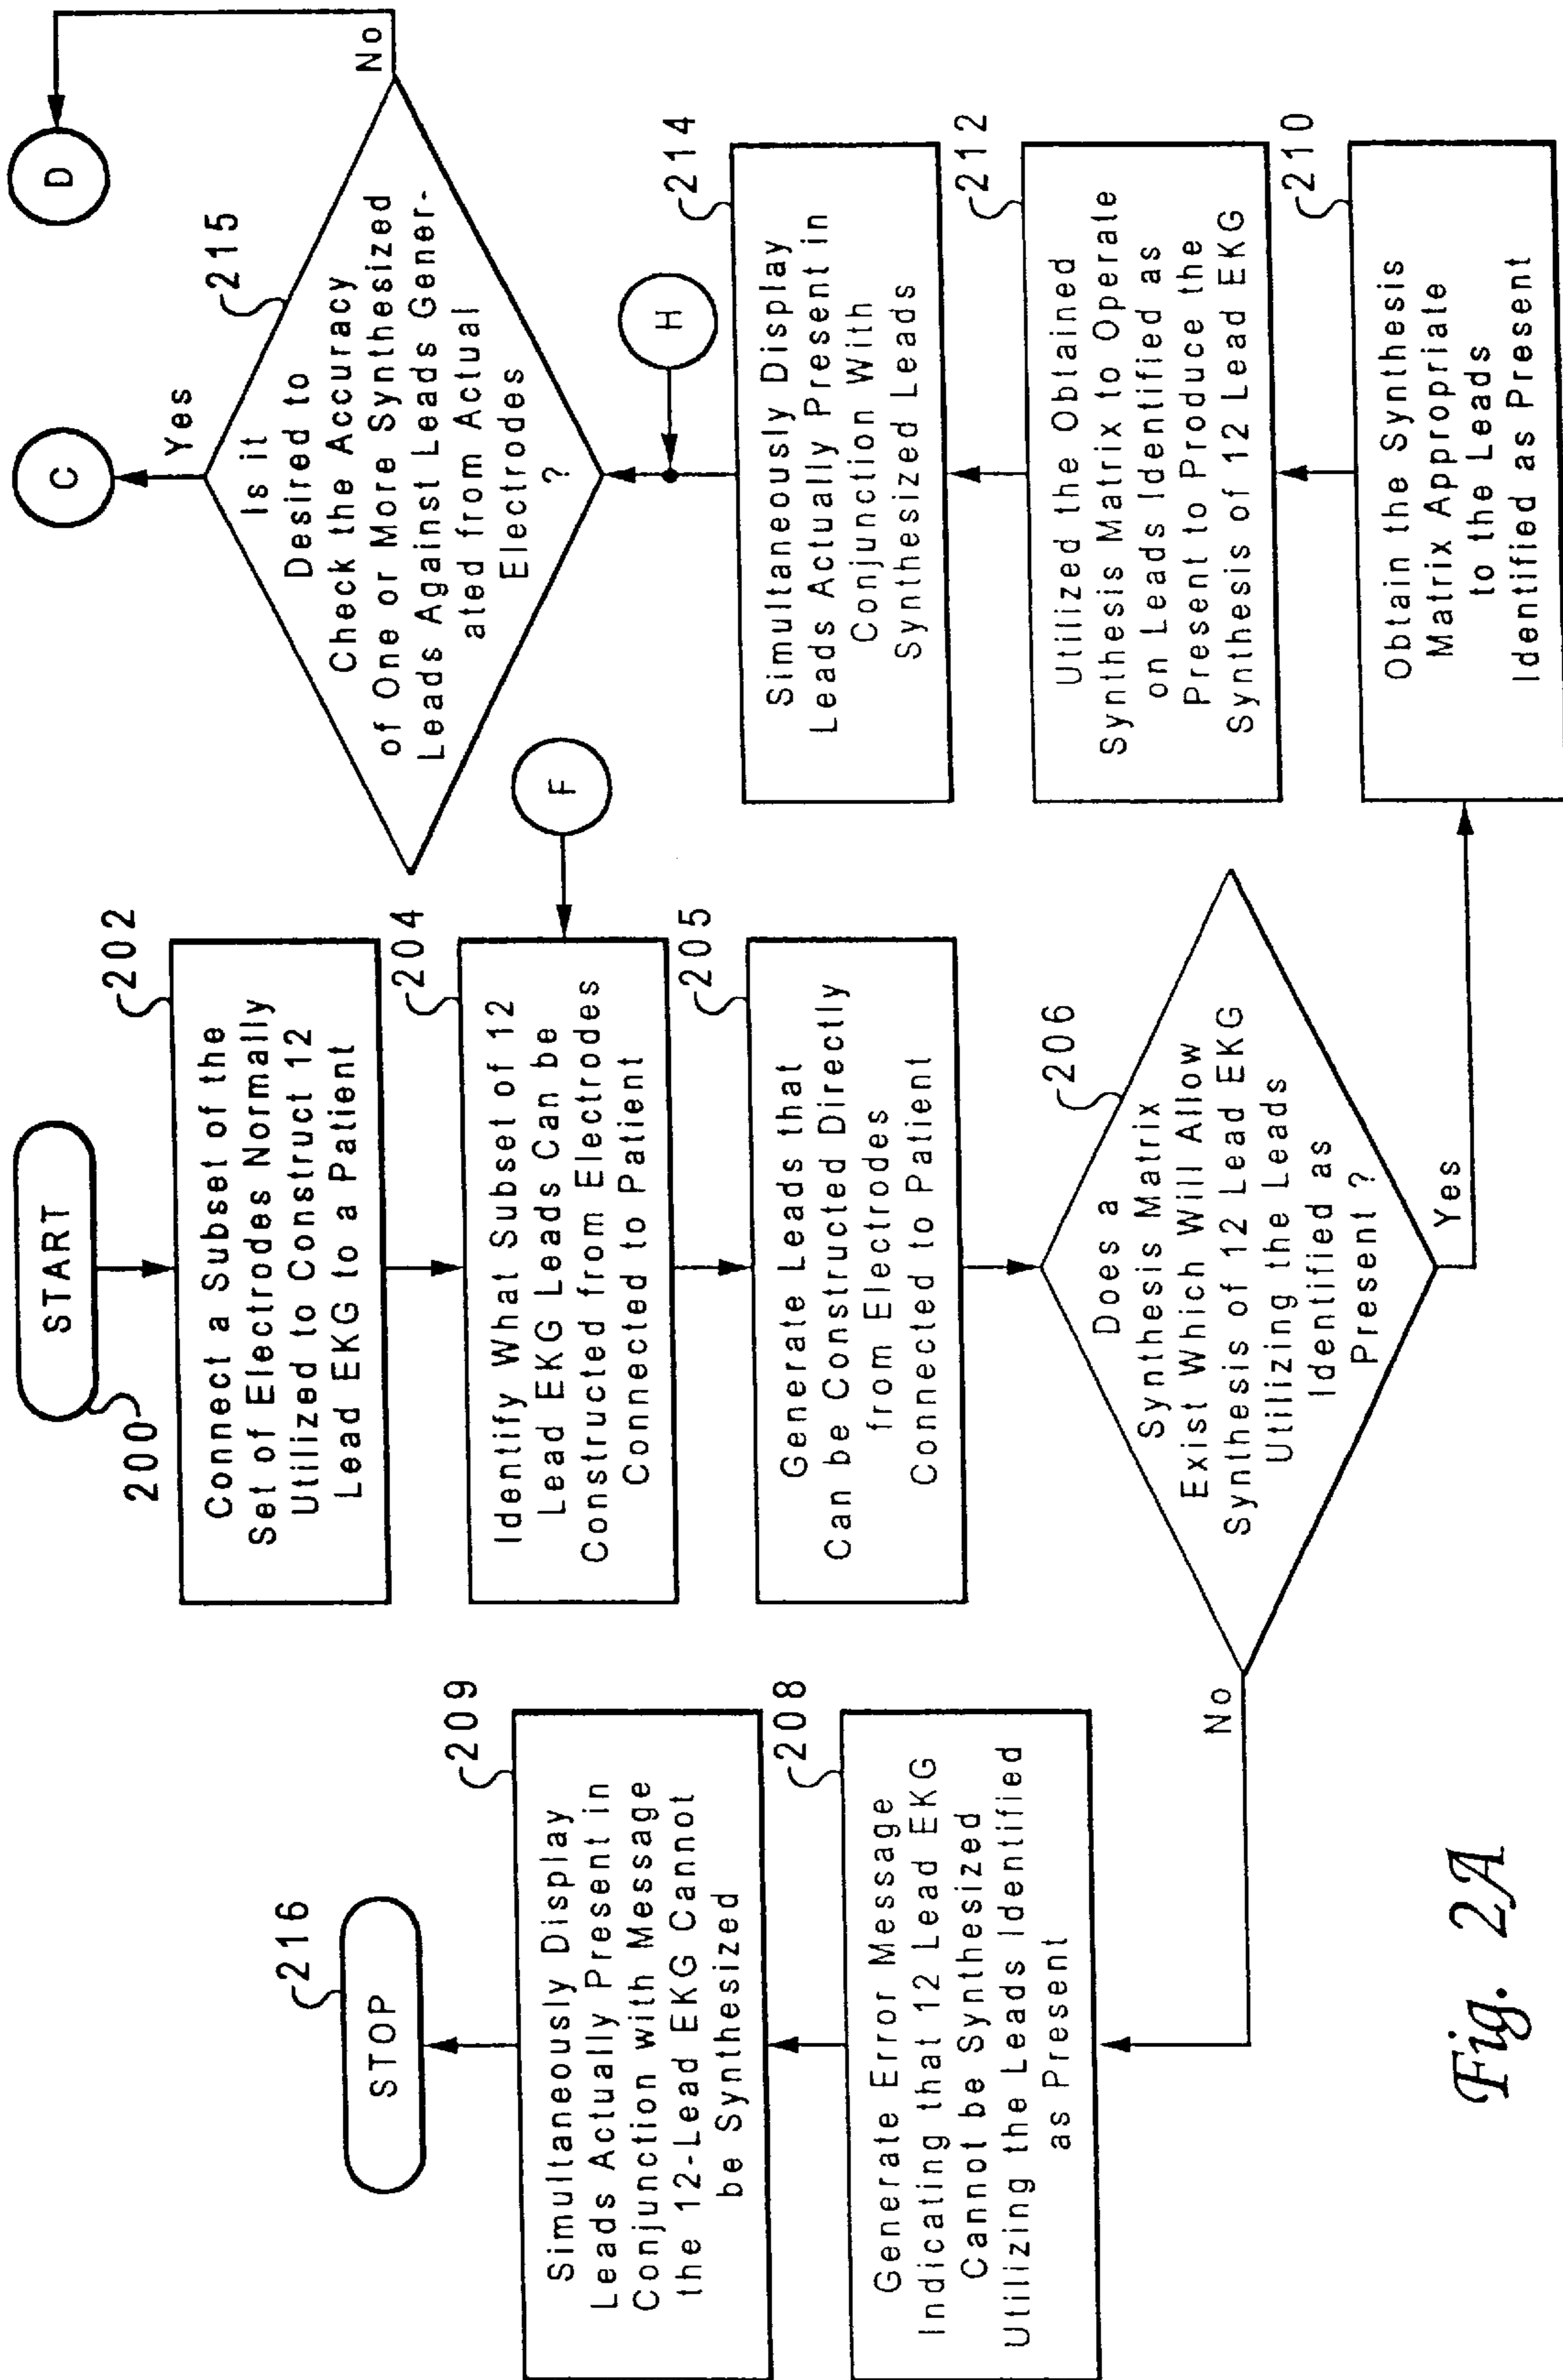 START
200
202
Connect a Subset of the
Set of Electrodes Normally
Utilized to Construct 12
Lead EKG to a Patient
204
Identify What Subset of 12
Lead EKG Leads Can be
Constructed from Electrodes
Connected to Patient
F
205
Generate Leads that
Can be Constructed Directly
from Electrodes
Connected to Patient
206
Does a
Synthesis Matrix
Exist Which Will Allow
Synthesis of 12 Lead EKG
Utilizing the Leads
Identified as
Present ?
No
Yes
208
Generate Error Message
Indicating that 12 Lead EKG
Cannot be Synthesized
Utilizing the Leads Identified
as Present
209
Simultaneously Display
Leads Actually Present in
Conjunction with Message
the 12-Lead EKG Cannot
be Synthesized
216
STOP
210
Obtain the Synthesis
Matrix Appropriate
to the Leads
Identified as Present
212
Utilized the Obtained
Synthesis Matrix to Operate
on Leads Identified as
Present to Produce the
Synthesis of 12 Lead EKG
214
Simultaneously Display
Leads Actually Present in
Conjunction With
Synthesized Leads
H
215
Is it
Desired to
Check the Accuracy
of One or More Synthesized
Leads Against Leads Gener-
ated from Actual
Electrodes
?
Yes
C
No
D
Fig. 2A